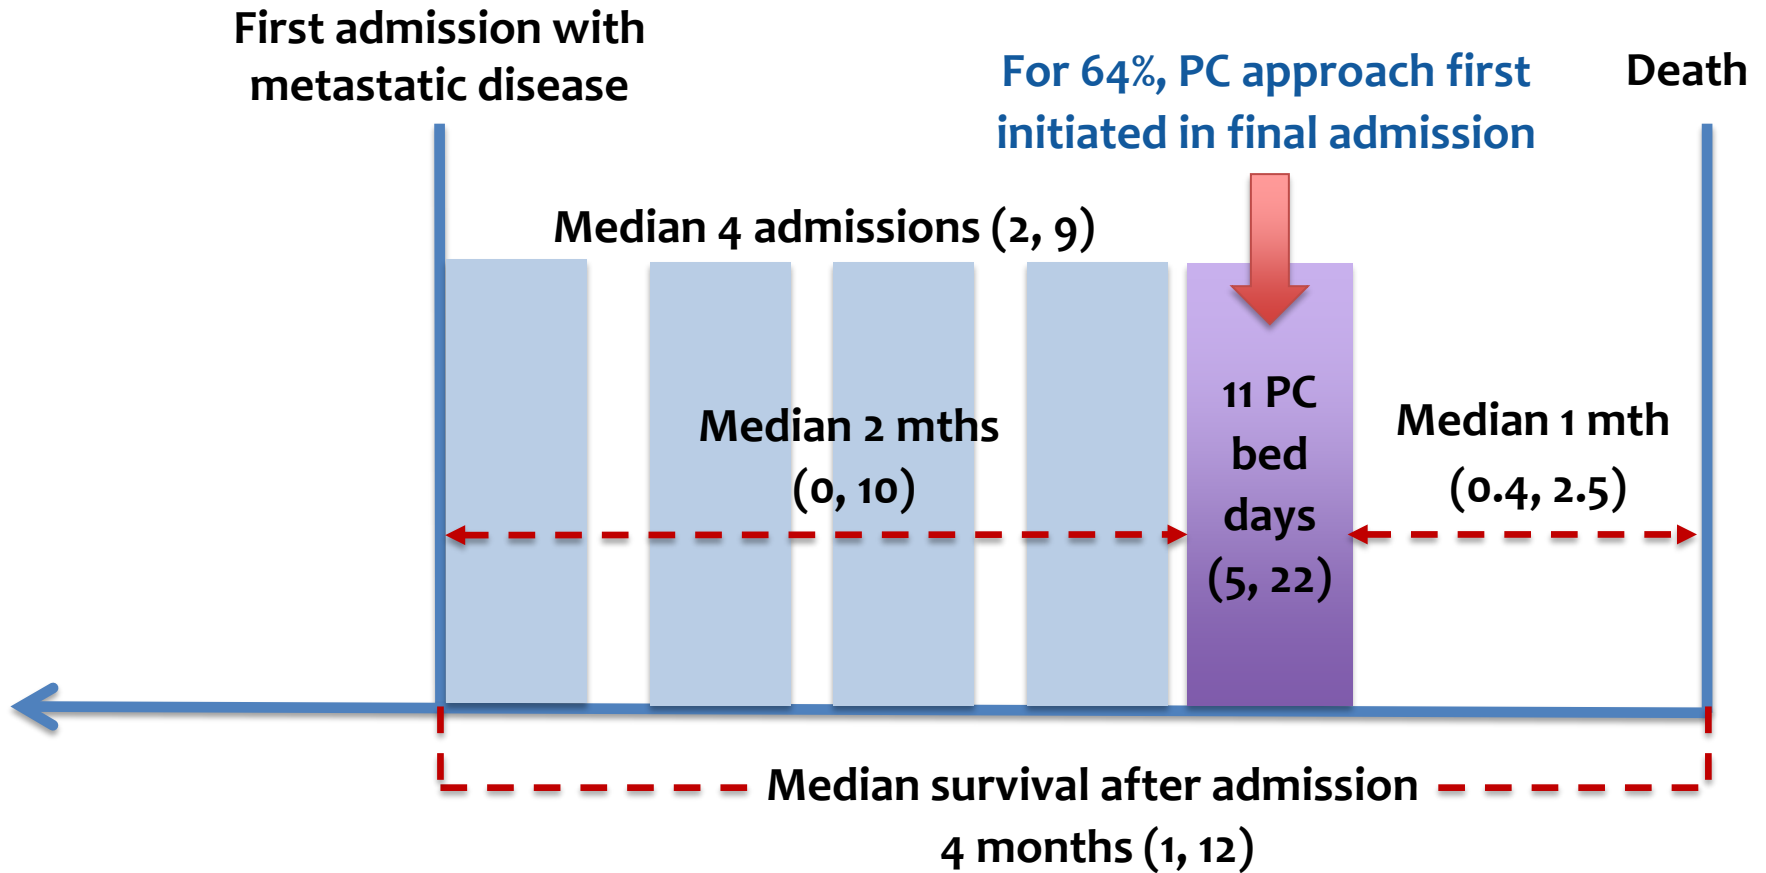 First admission with
metastatic disease
For 64%, PC approach first
initiated in final admission
Death
Median 4 admissions (2, 9)
Median 2 mths
(0, 10)
11 PC
bed
days
(5, 22)
Median 1 mth
(0.4, 2.5)
Median survival after admission
4 months (1, 12)